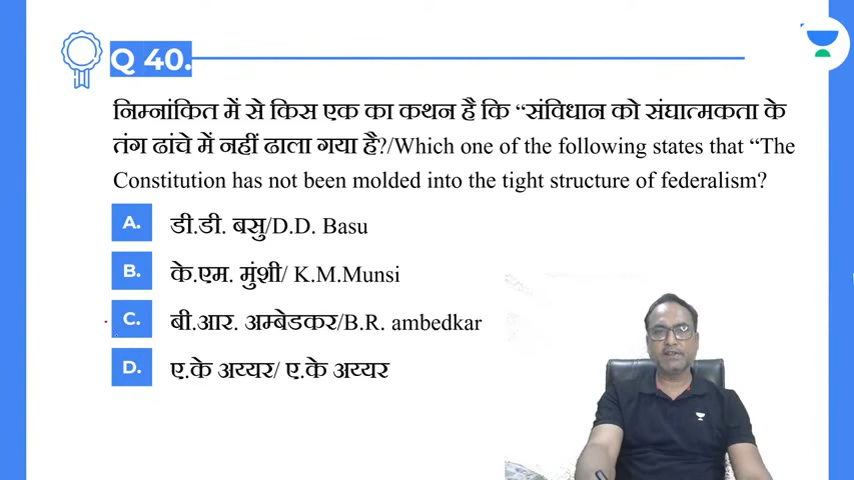 Q 40.
निम्नांकित में से किस एक का कथन है कि “संविधान को संघात्मकता के
तंग ढांचे में नहीं ढाला गया है?/Which one of the following states that “The
Constitution has not been molded into the tight structure of federalism?
A. डी.डी. बसु/D.D. Basu
B. के.एम. मुंशी/ K.M.Munsi
C. बी.आर. अम्बेडकर/B.R. ambedkar
D. ए.के अय्यर/ ए.के अय्यर